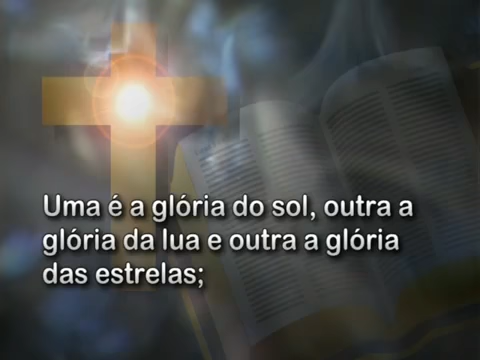 Uma é a glória do sol, outra a
glória da lua e outra a glória
das estrelas;